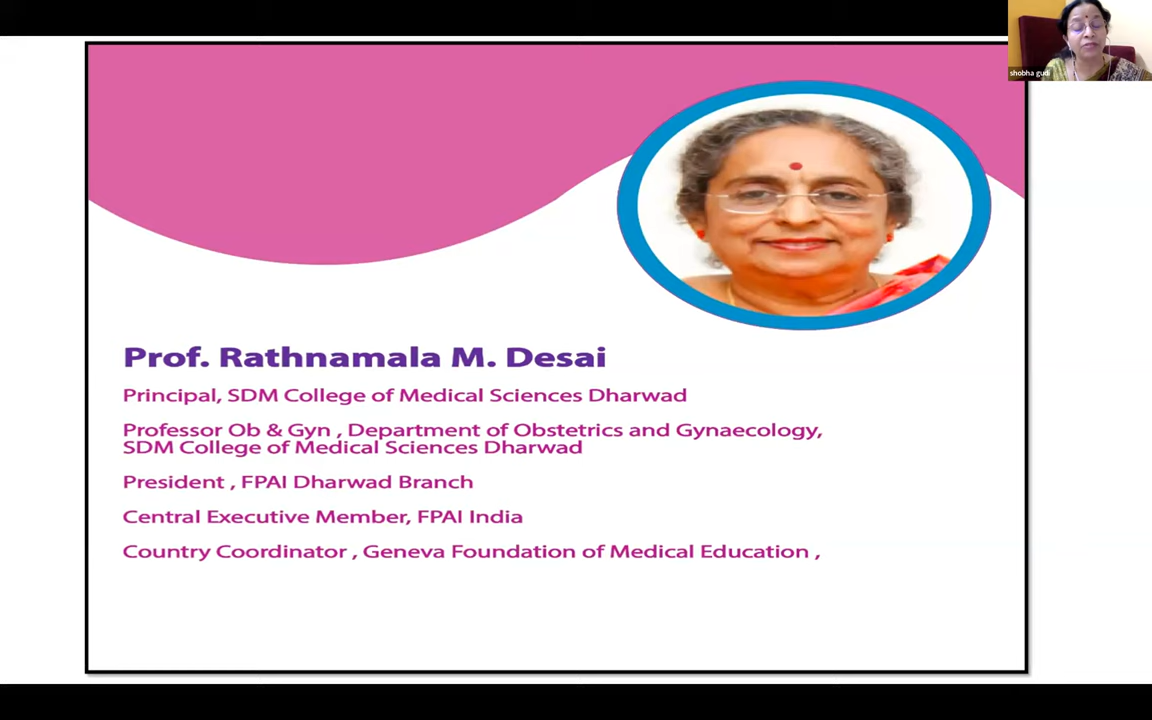 shobha gudi
Prof. Rathnamala M. Desai
Principal, SDM College of Medical Sciences Dharwad
Professor Ob & Gyn , Department of Obstetrics and Gynaecology,
SDM College of Medical Sciences Dharwad
President , FPAI Dharwad Branch
Central Executive Member, FPAI India
Country Coordinator , Geneva Foundation of Medical Education ,